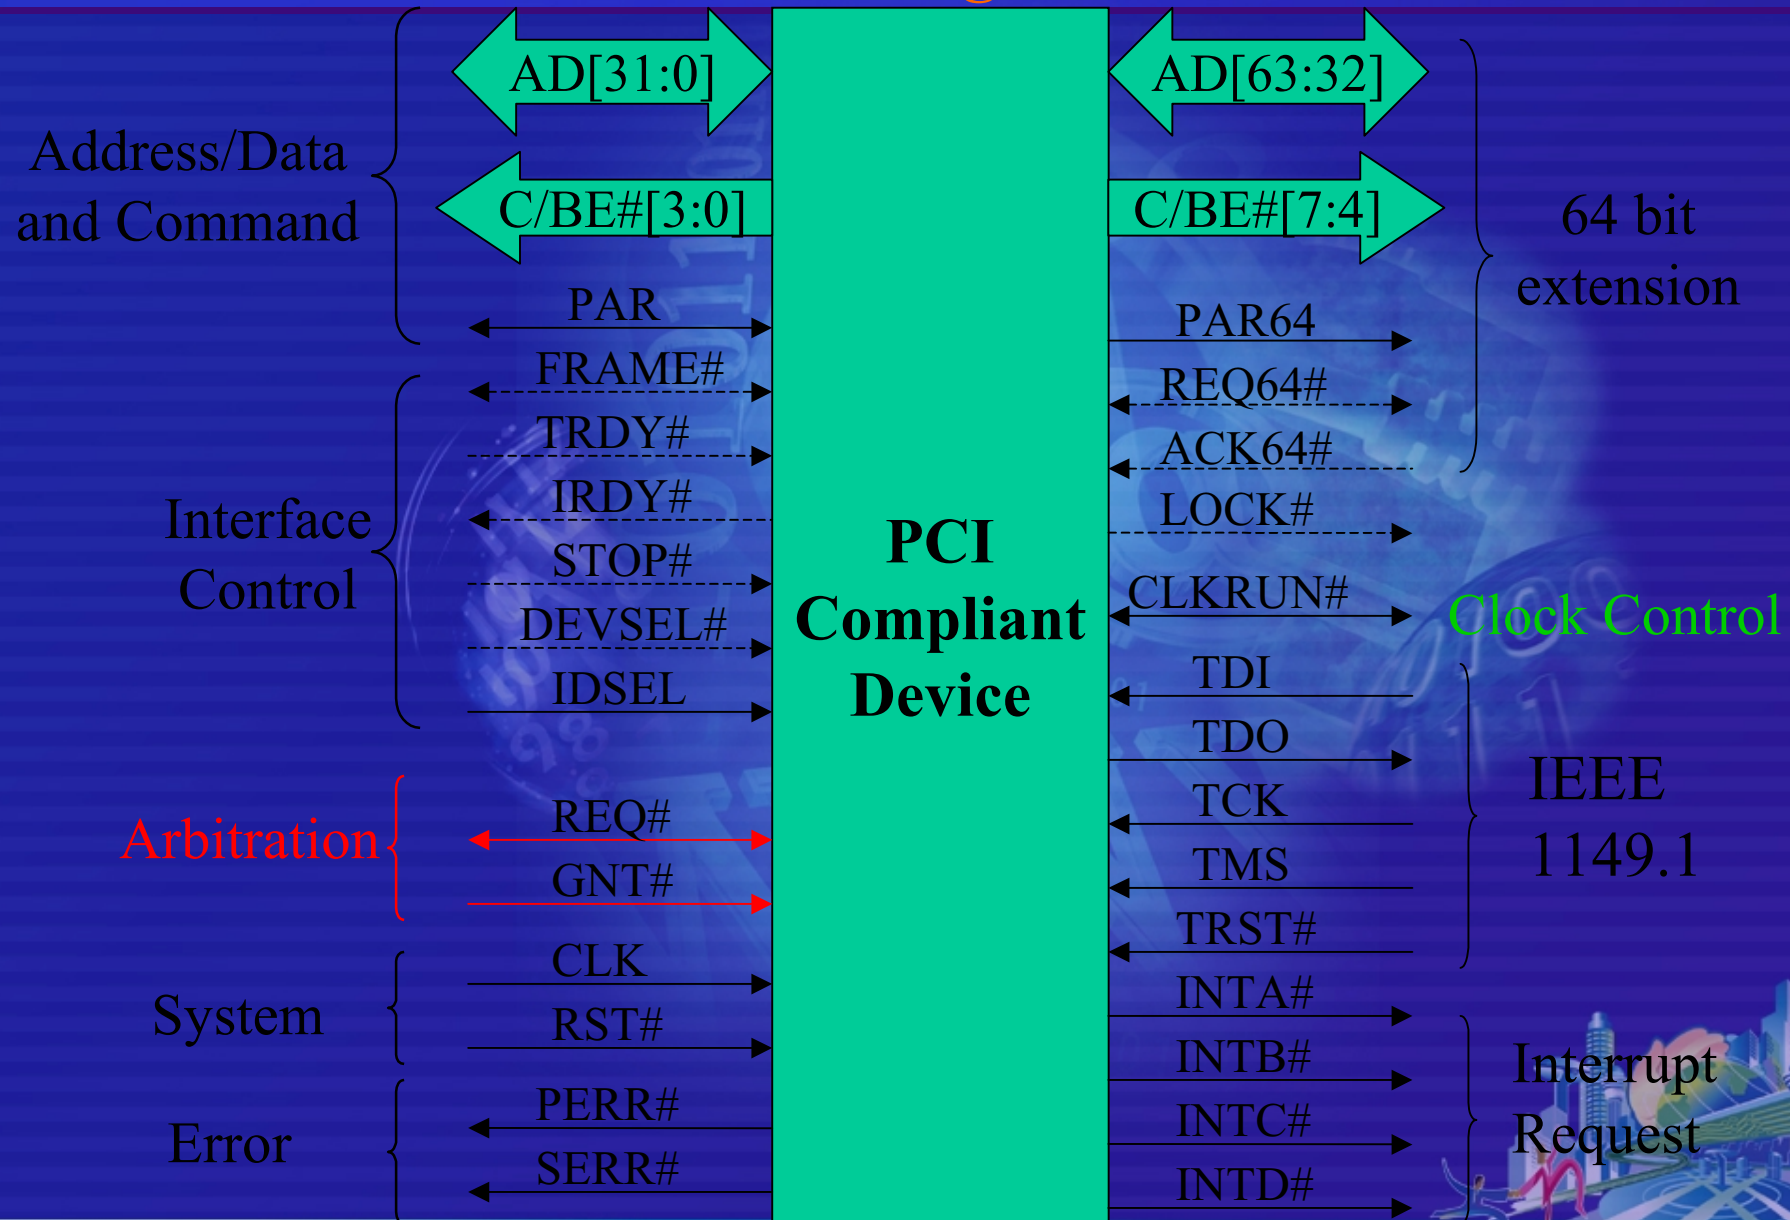 AD[31:0]
C/BE#[3:0]
Address/Data
and Command
PAR
FRAME#
TRDY#
IRDY#
STOP#
DEVSEL#
IDSEL
Interface
Control
REQ#
GNT#
Arbitration
CLK
RST#
System
PERR#
SERR#
Error
PCI
Compliant
Device
AD[63:32]
C/BE#[7:4]
PAR64
REQ64#
ACK64#
64 bit
extension
LOCK#
CLKRUN#
Clock Control
TDI
TDO
TCK
TMS
TRST#
IEEE
1149.1
INTA#
INTB#
INTC#
INTD#
Interrupt
Request